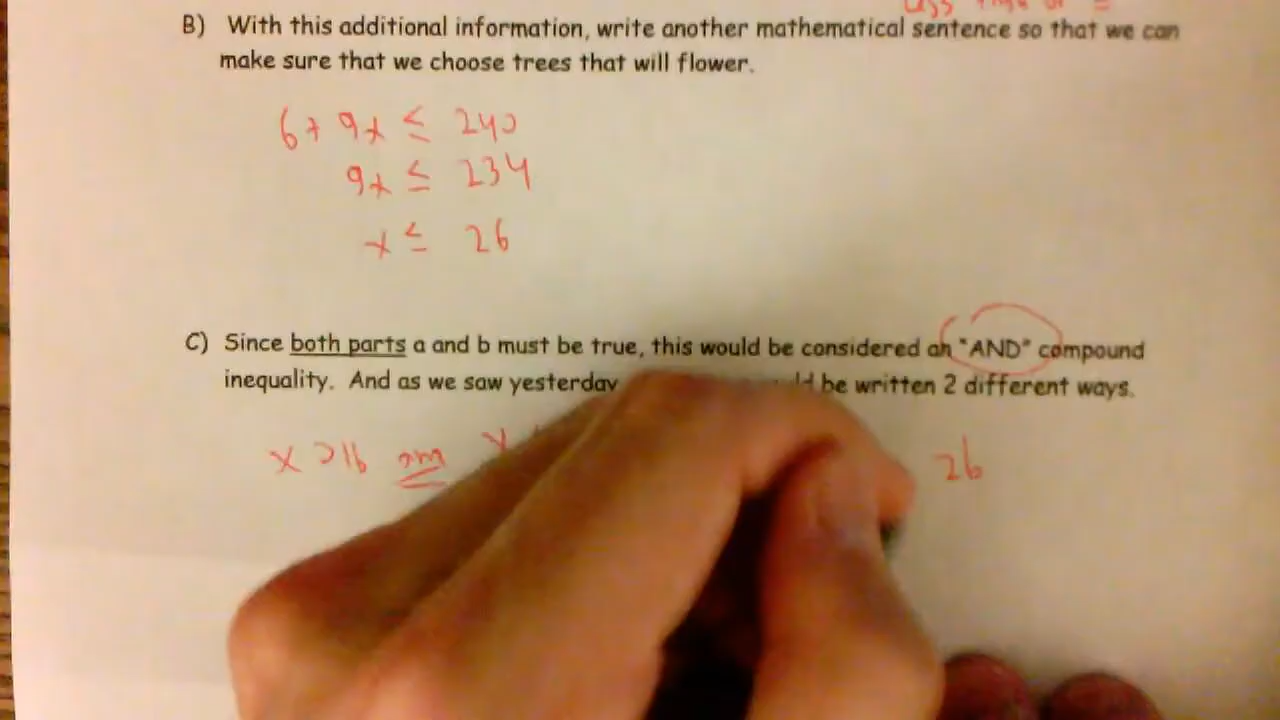 B) With this additional information, write another mathematical sentence so that we can
make sure that we choose trees that will flower.
6+ 9x ≤ 240
9x ≤ 234
x ≤ 26
C) Since both parts a and b must be true, this would be considered an "AND" compound
inequality. And as we saw yesterday be written 2 different ways.
x >16 x 26